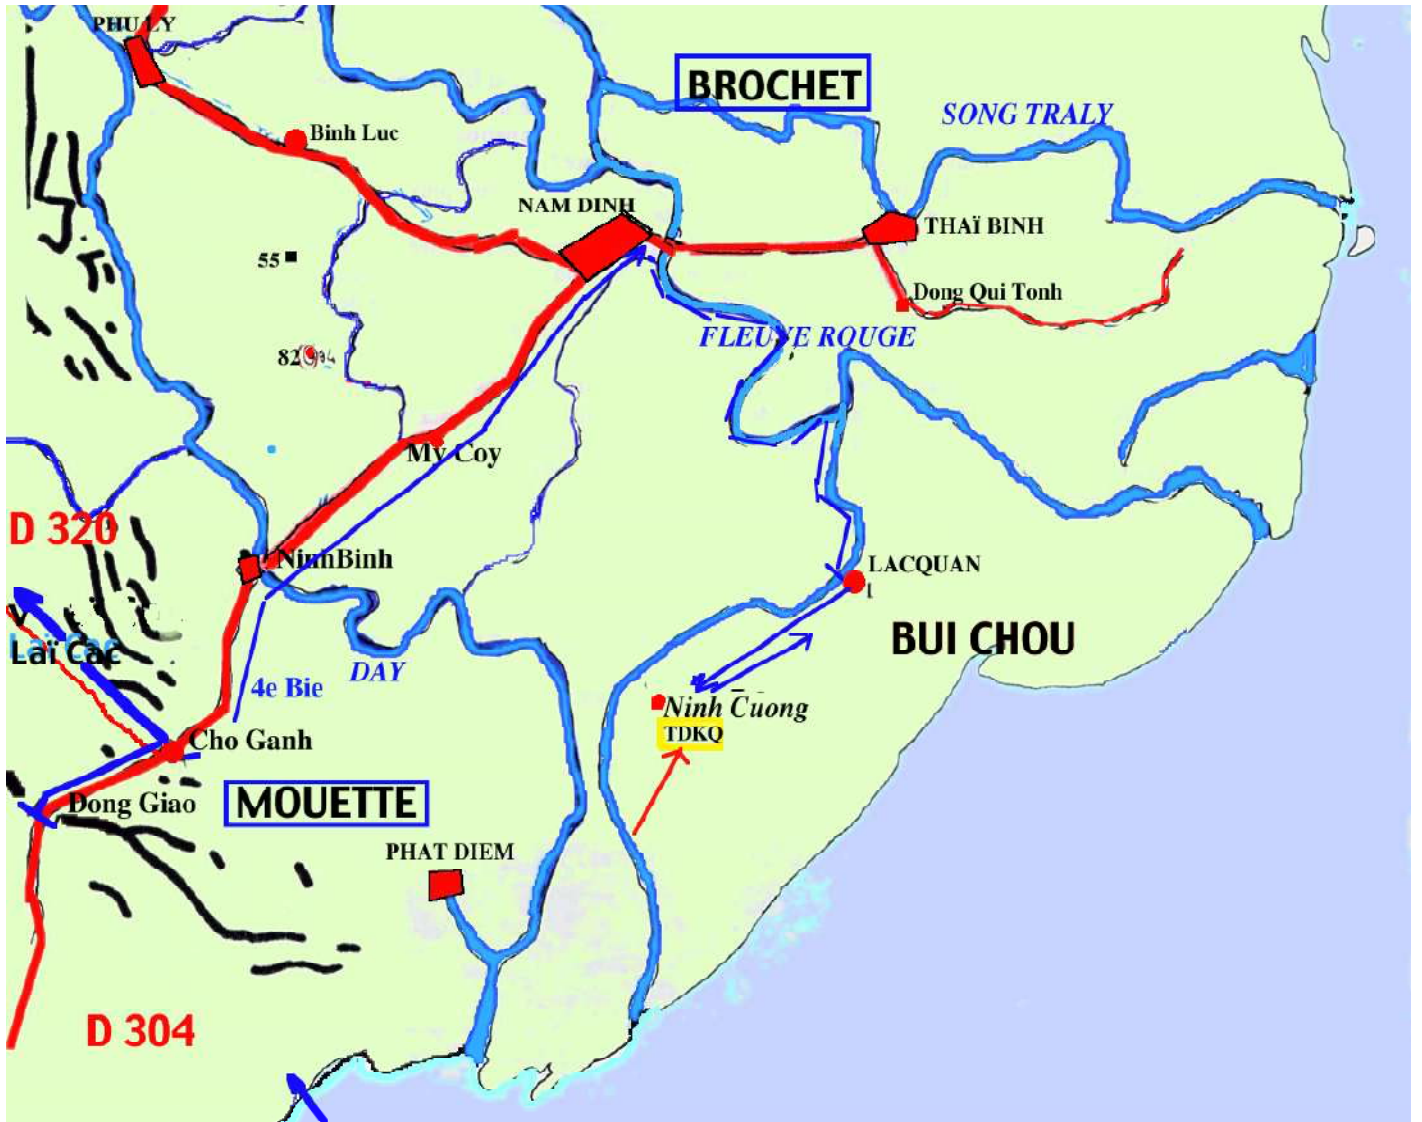 PHU LY
BROCHET
SONG TRALY
Binh Luc
NAM DINH
THAÏ BINH
55
Dong Qui Tonh
FLEUVE ROUGE
82
My Coy
D 320
NinhBinh
LACQUAN
1
BUI CHOU
Laï Cac
DAY
4e Bie
Ninh Cuong
TDKQ
Cho Ganh
Dong Giao
MOUETTE
PHAT DIEM
D 304